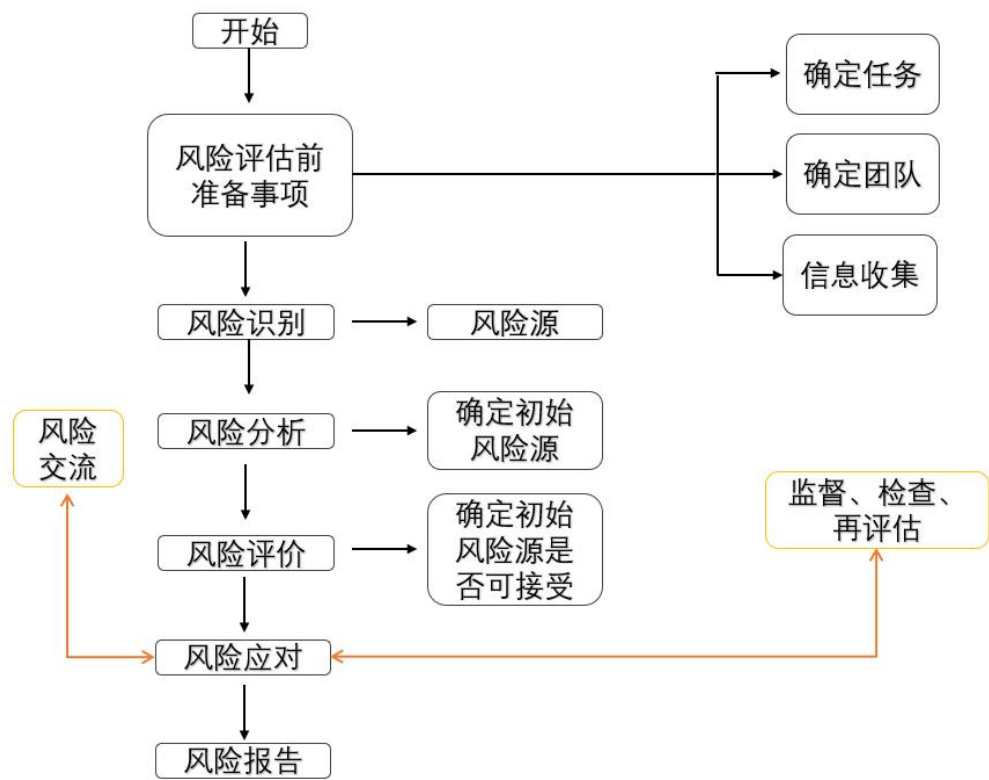 开始
确定任务
风险评估前
准备事项
确定团队
信息收集
风险识别
风险源
风险分析
确定初始
风险源
风险
交流
监督、检查、
再评估
风险评价
确定初始
风险源是
否可接受
风险应对
风险报告